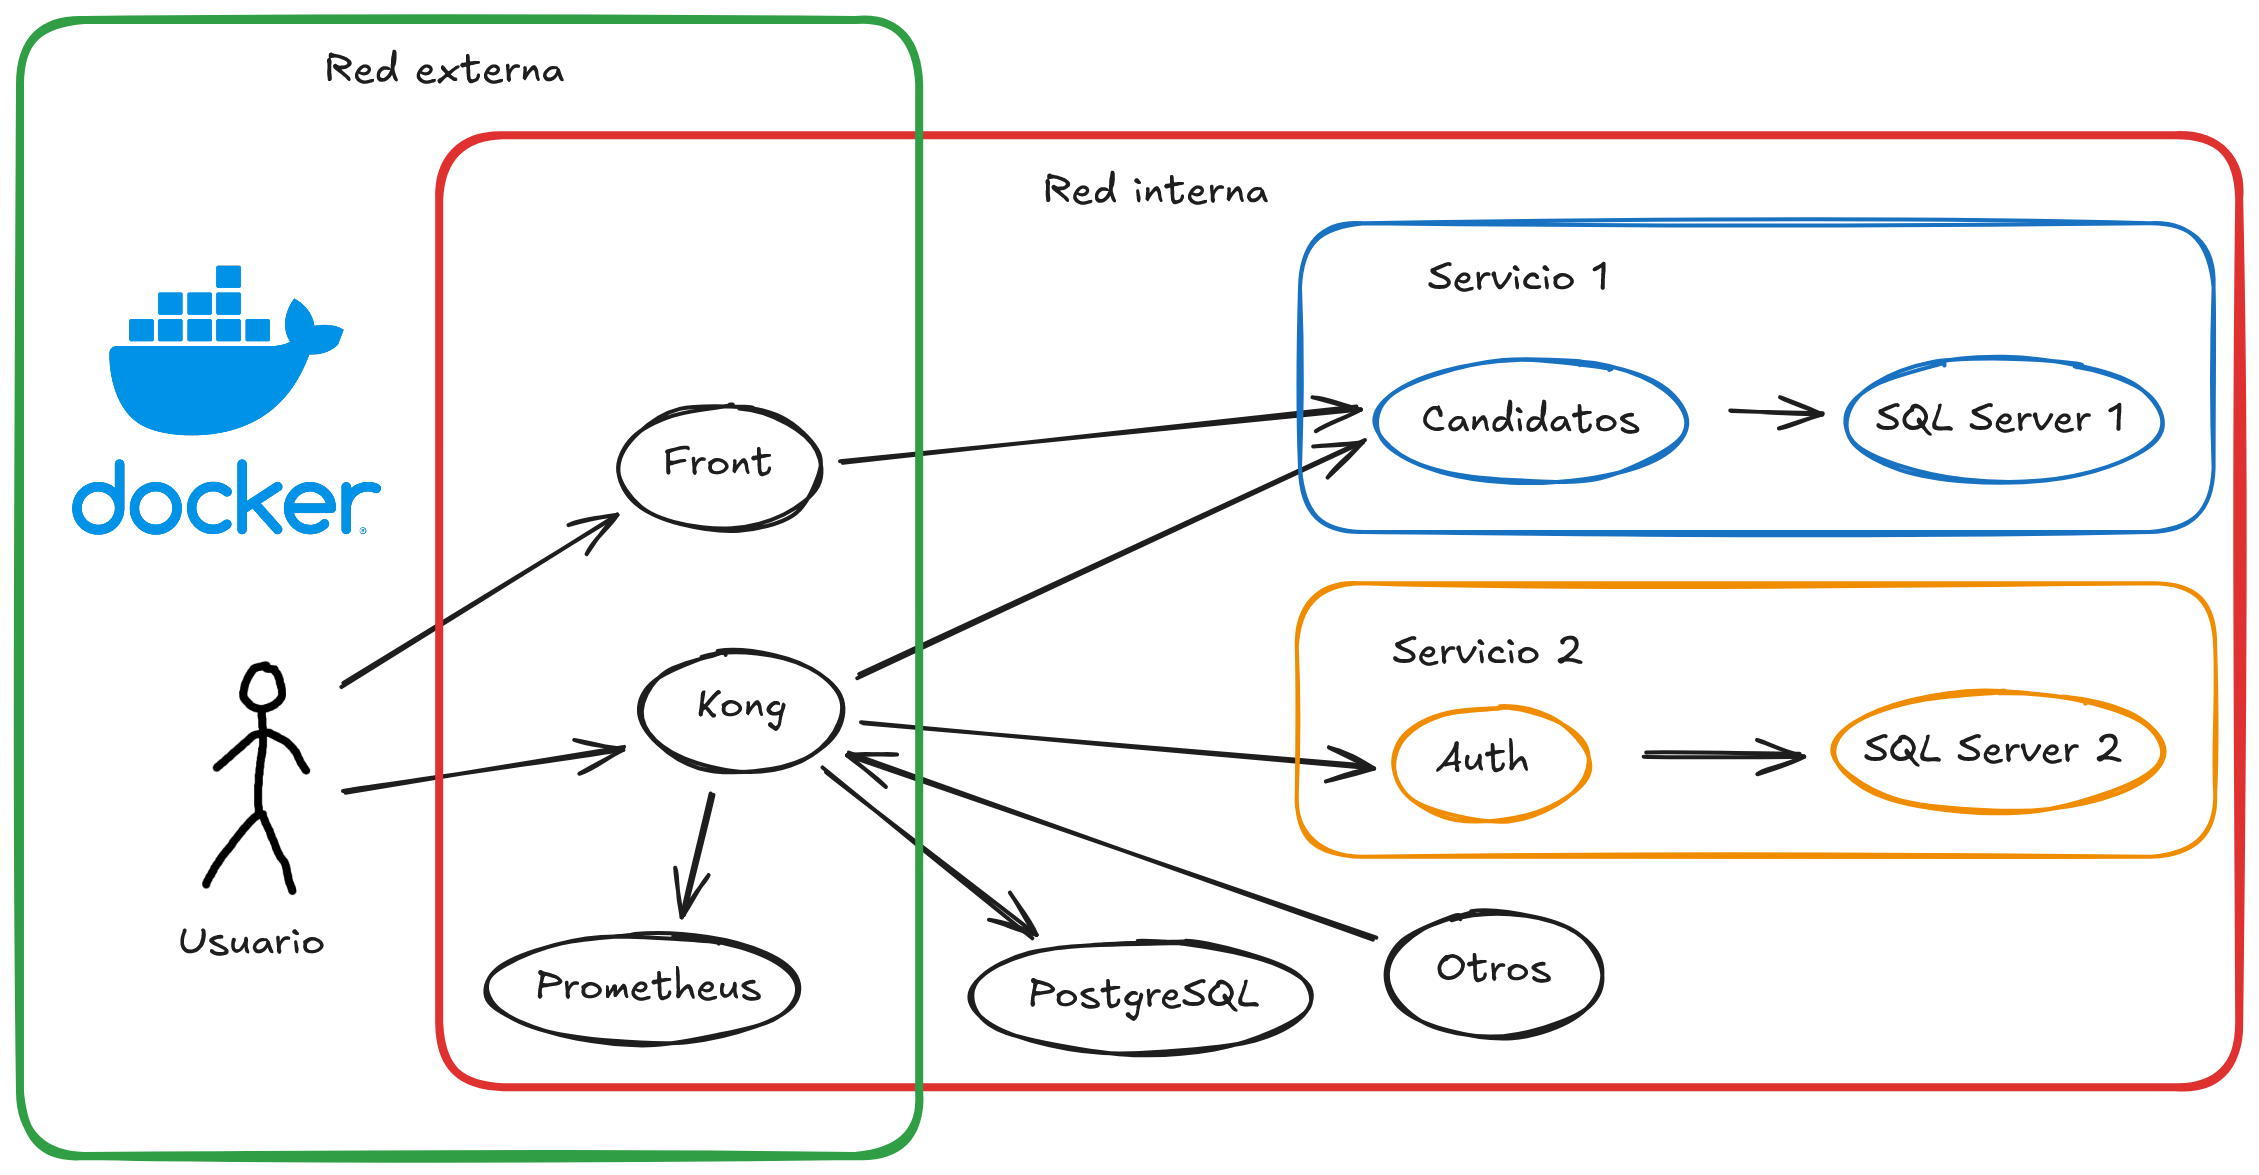 Red externa
Red interna
Servicio 1
docker
Front
Candidatos
SQL Server 1
Servicio 2
Kong
Auth
SQL Server 2
Usuario
Prometheus
PostgreSQL
Otros